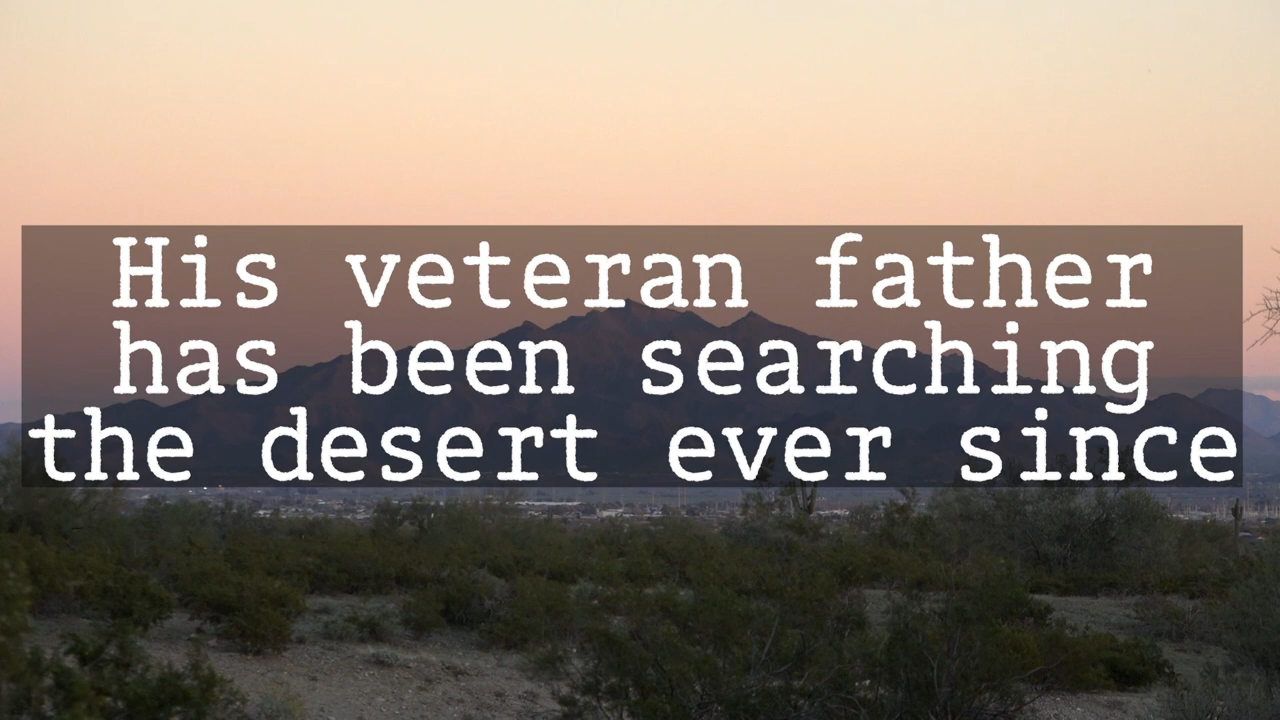 His veteran father
has been searching
the desert ever since